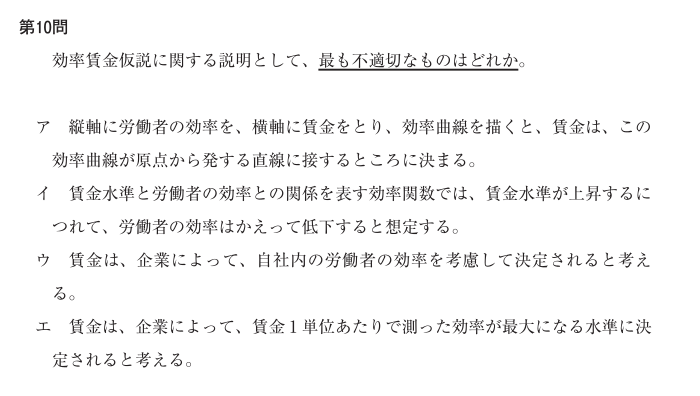 第10問
効率賃金仮説に関する説明として、最も不適切なものはどれか。
ア　縦軸に労働者の効率を、横軸に賃金をとり、効率曲線を描くと、賃金は、この
効率曲線が原点から発する直線に接するところに決まる。
イ　賃金水準と労働者の効率との関係を表す効率関数では、賃金水準が上昇するに
つれて、労働者の効率はかえって低下すると想定する。
ウ　賃金は、企業によって、自社内の労働者の効率を考慮して決定されると考え
る。
エ　賃金は、企業によって、賃金１単位あたりで測った効率が最大になる水準に決
定されると考える。